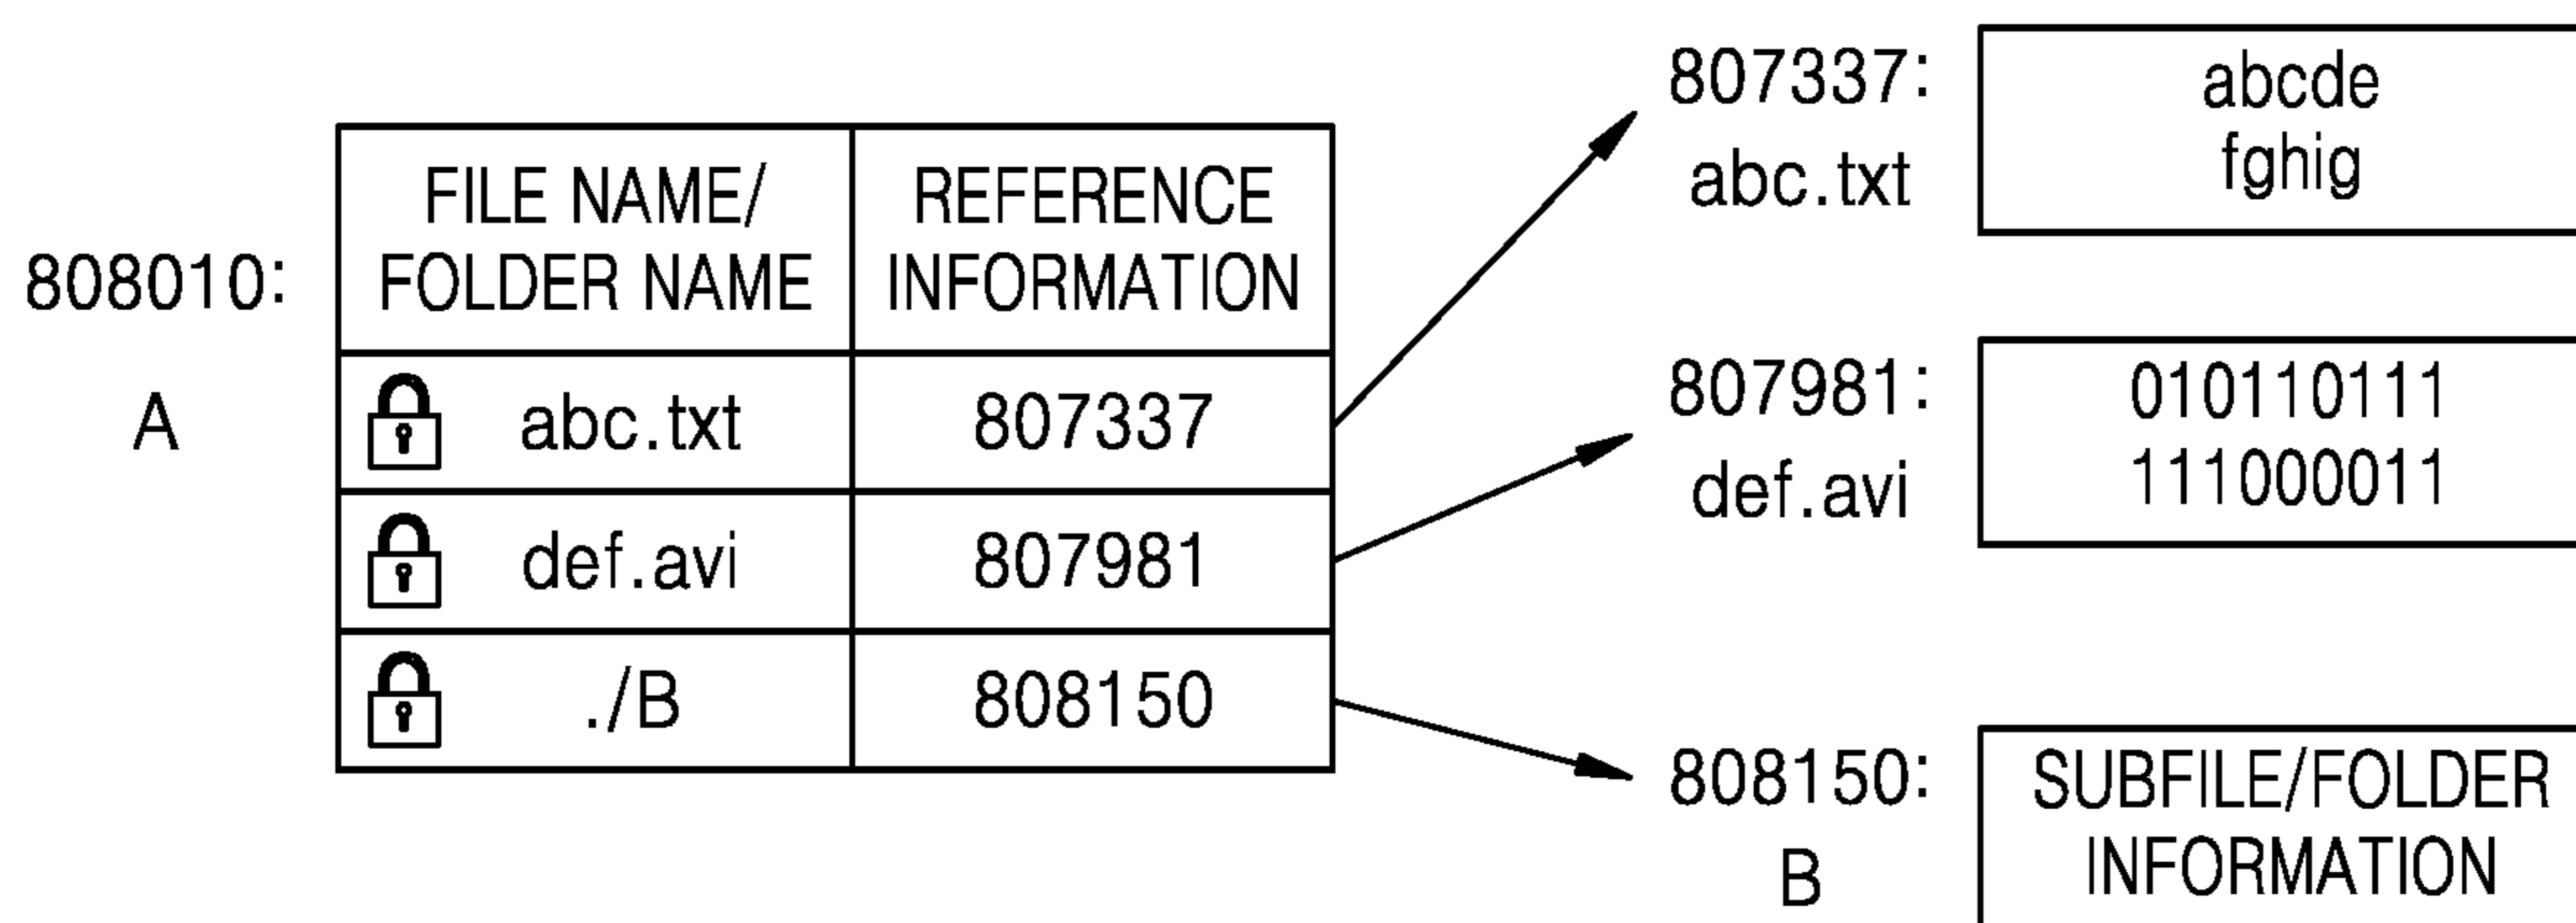 808010:
A
FILE NAME/
FOLDER NAME
REFERENCE
INFORMATION
abc.txt
807337
def.avi
807981
./B
808150
807337:
abc.txt
abcde
fghig
807981:
def.avi
010110111
111000011
808150:
B
SUBFILE/FOLDER
INFORMATION